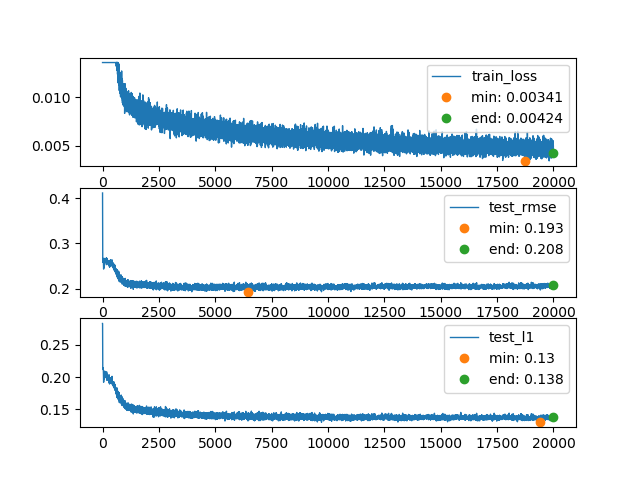 train_loss
min: 0.00341
end: 0.00424
0.010
0.005
0 2500 5000 7500 10000 12500 15000 17500 20000
test_rmse
min: 0.193
end: 0.208
0.4
0.3
0.2
0 2500 5000 7500 10000 12500 15000 17500 20000
test_l1
min: 0.13
end: 0.138
0.25
0.20
0.15
0 2500 5000 7500 10000 12500 15000 17500 20000